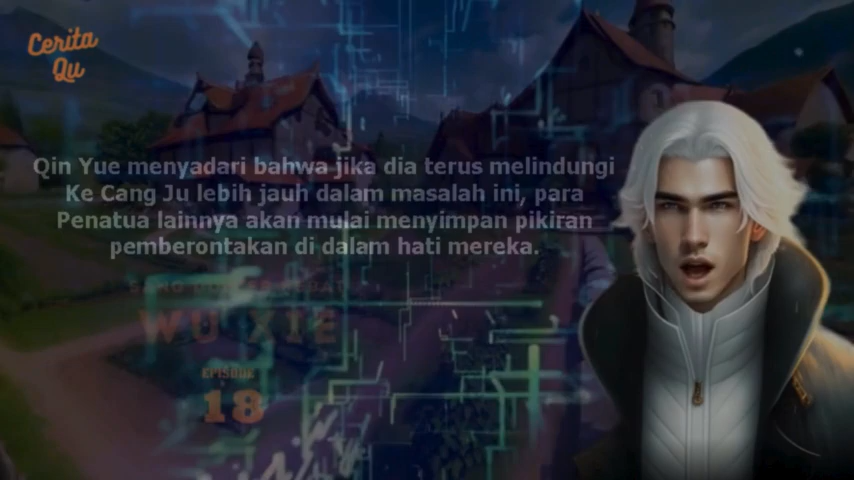 Cerita
Qu
Qin Yue menyadari bahwa jika dia terus melindungi
Ke Cang Ju lebih jauh dalam masalah ini, para
Penatua lainnya akan mulai menyimpan pikiran
pemberontakan di dalam hati mereka.
WU XIE
EPISODE
18